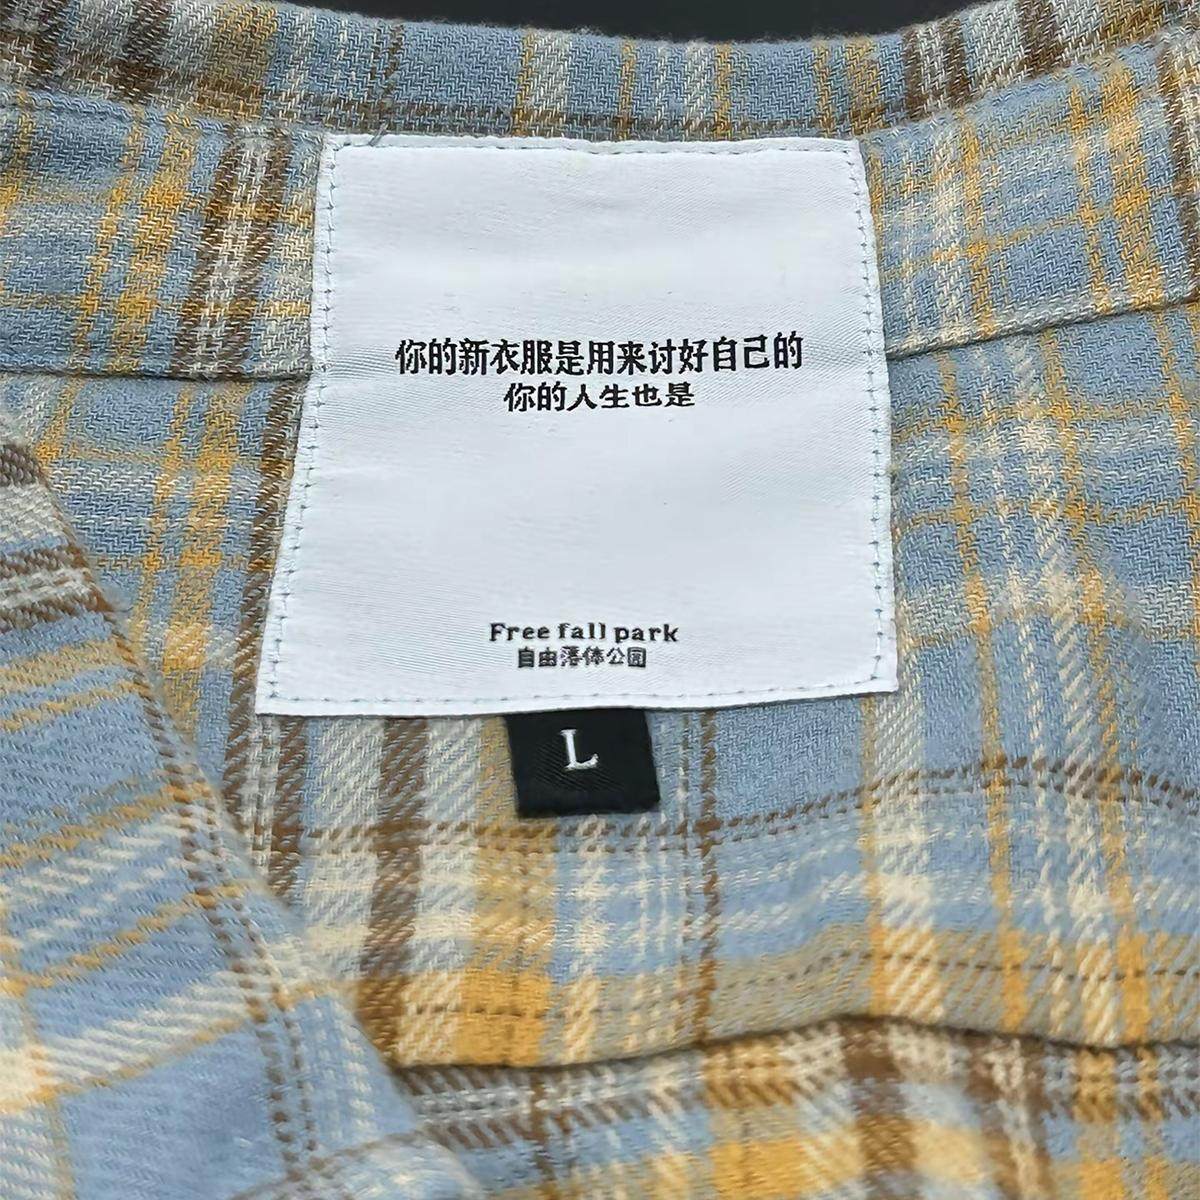 你的新衣服是用来讨好自己的
你的人生也是
Free fall park
自由落体公园
L